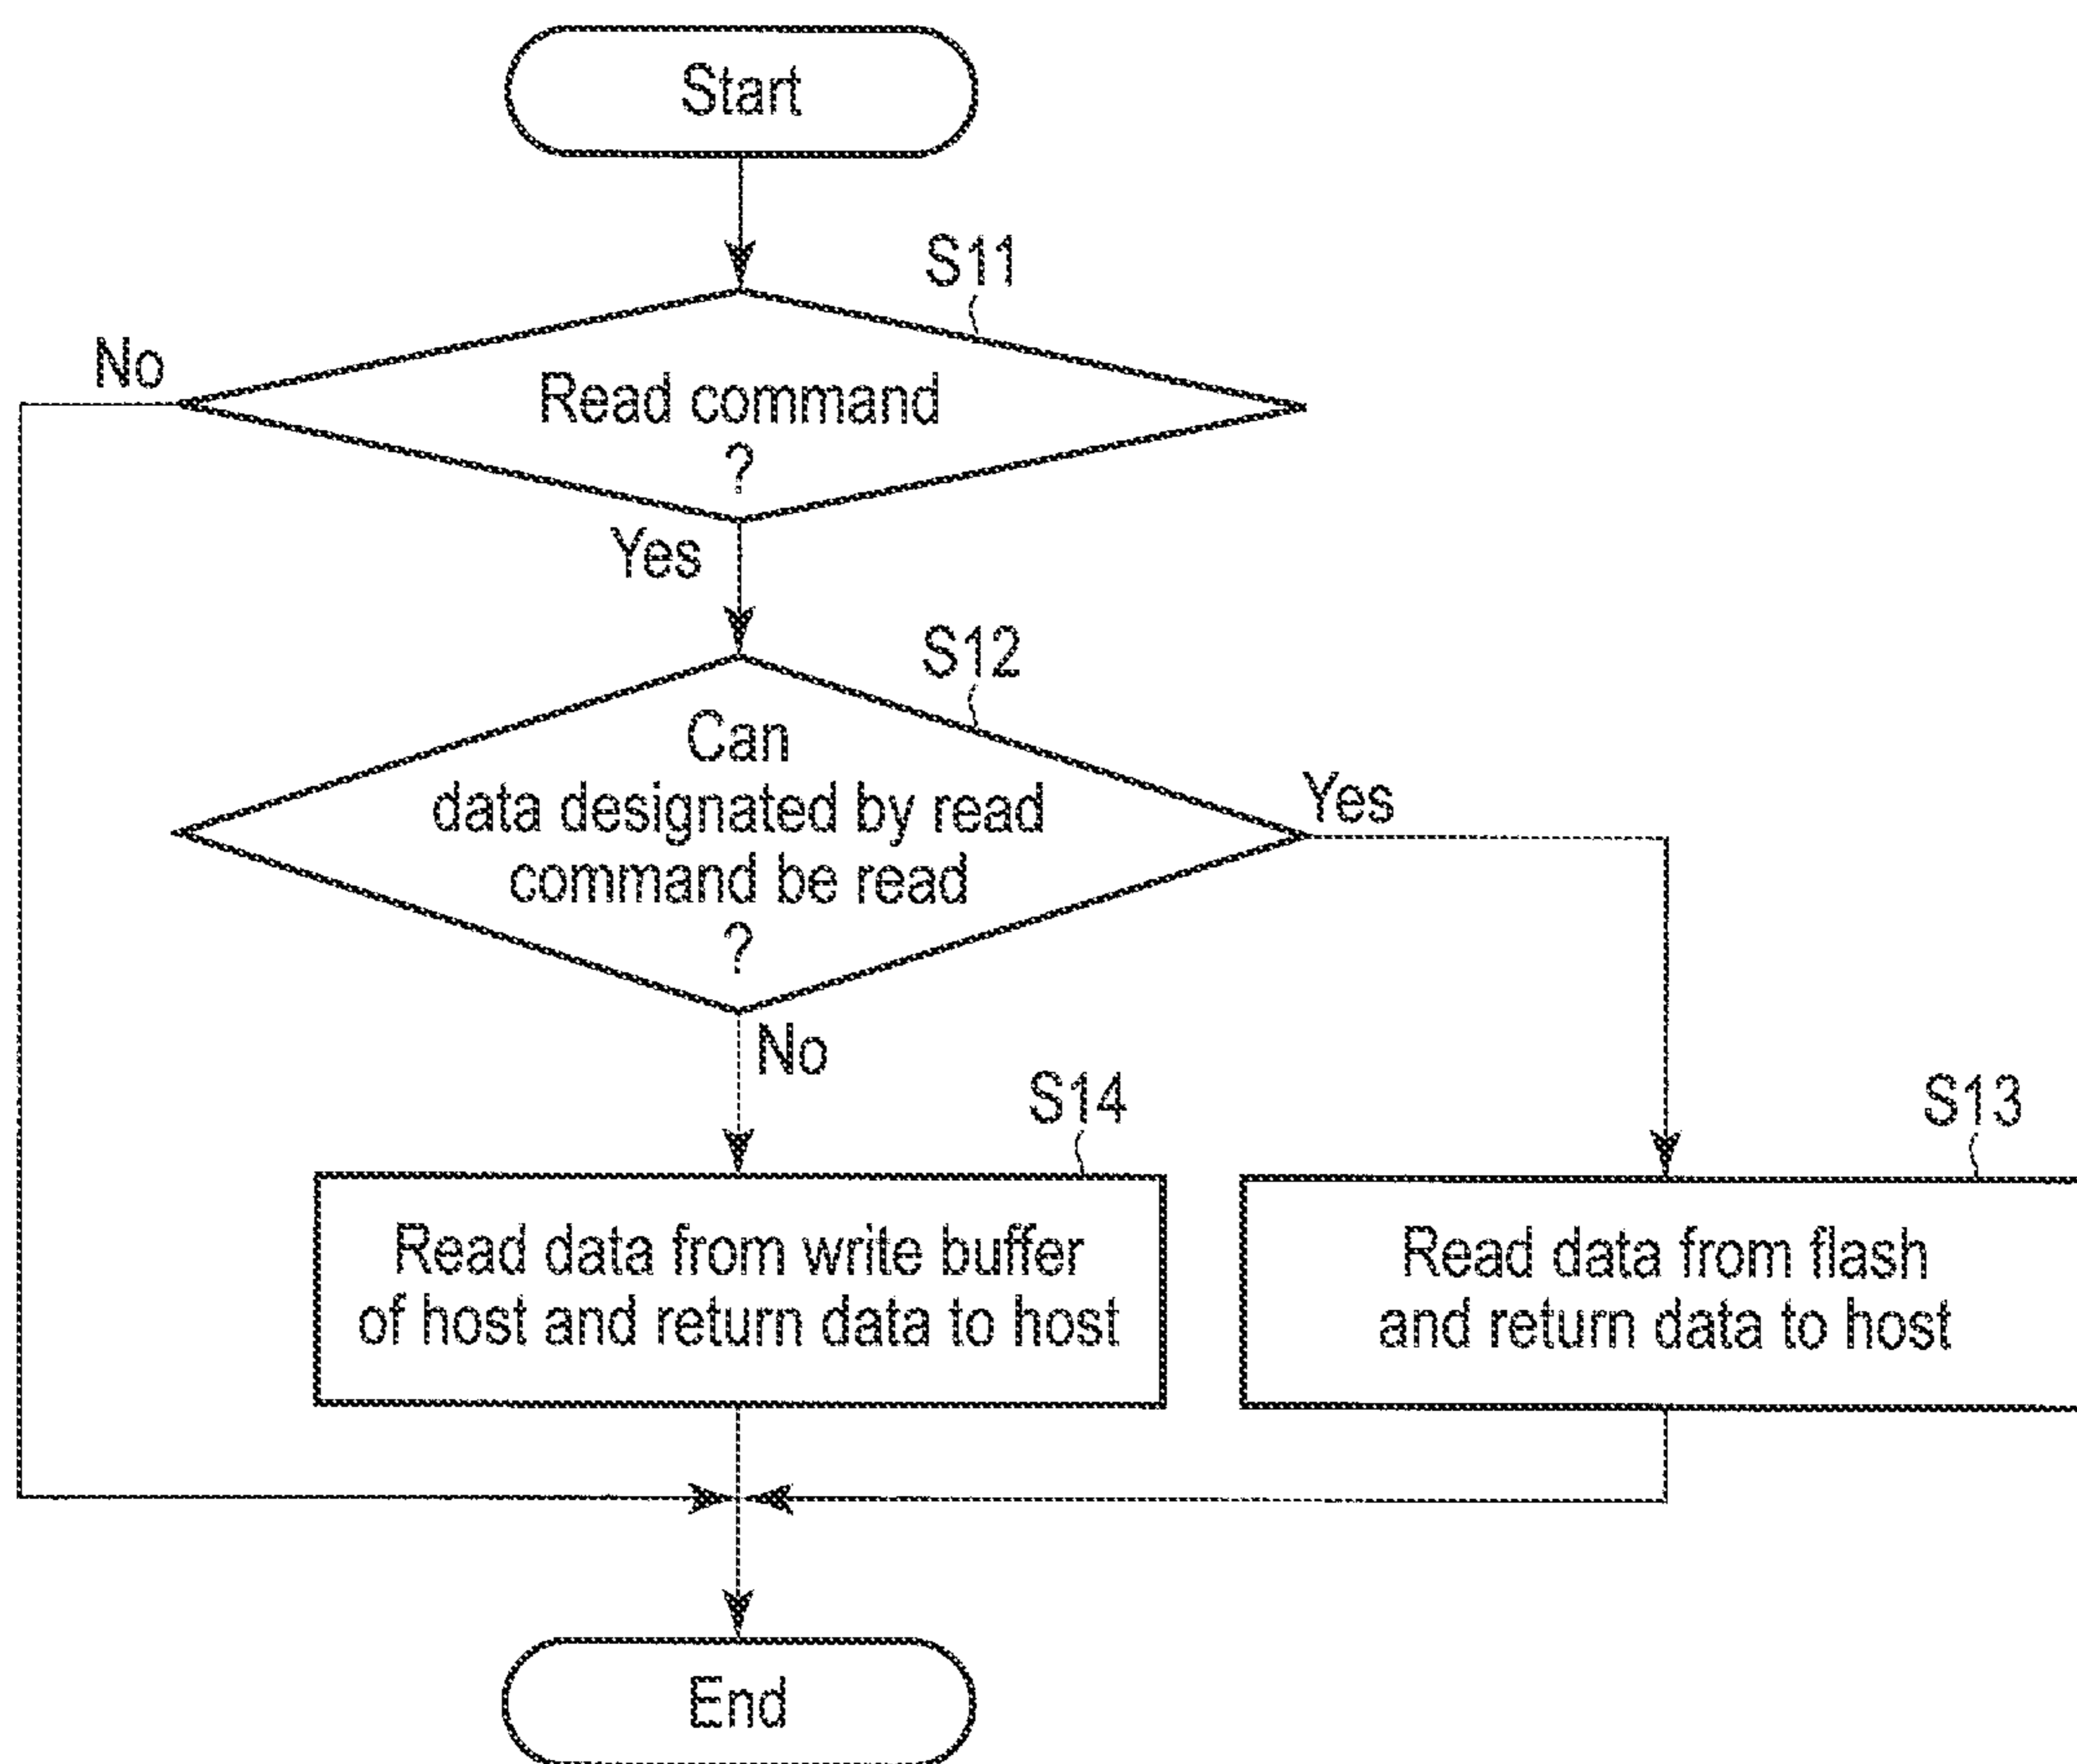 Start
S11
No
Read command
?
Yes
S12
Can
data designated by read
command be read
?
Yes
No
S14
S13
Read data from write buffer
of host and return data to host
Read data from flash
and return data to host
End